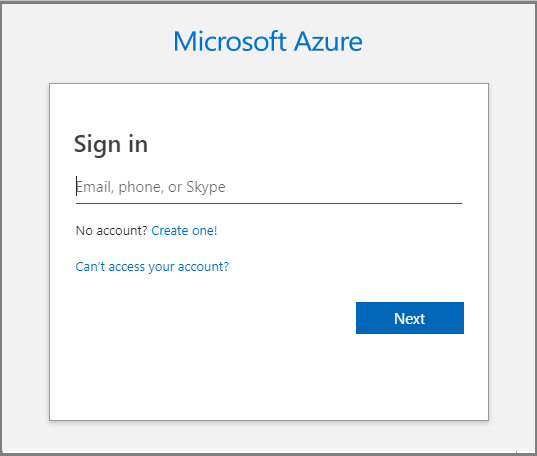 Microsoft Azure
Sign in
Email, phone, or Skype
No account? Create one!
Can't access your account?
Next